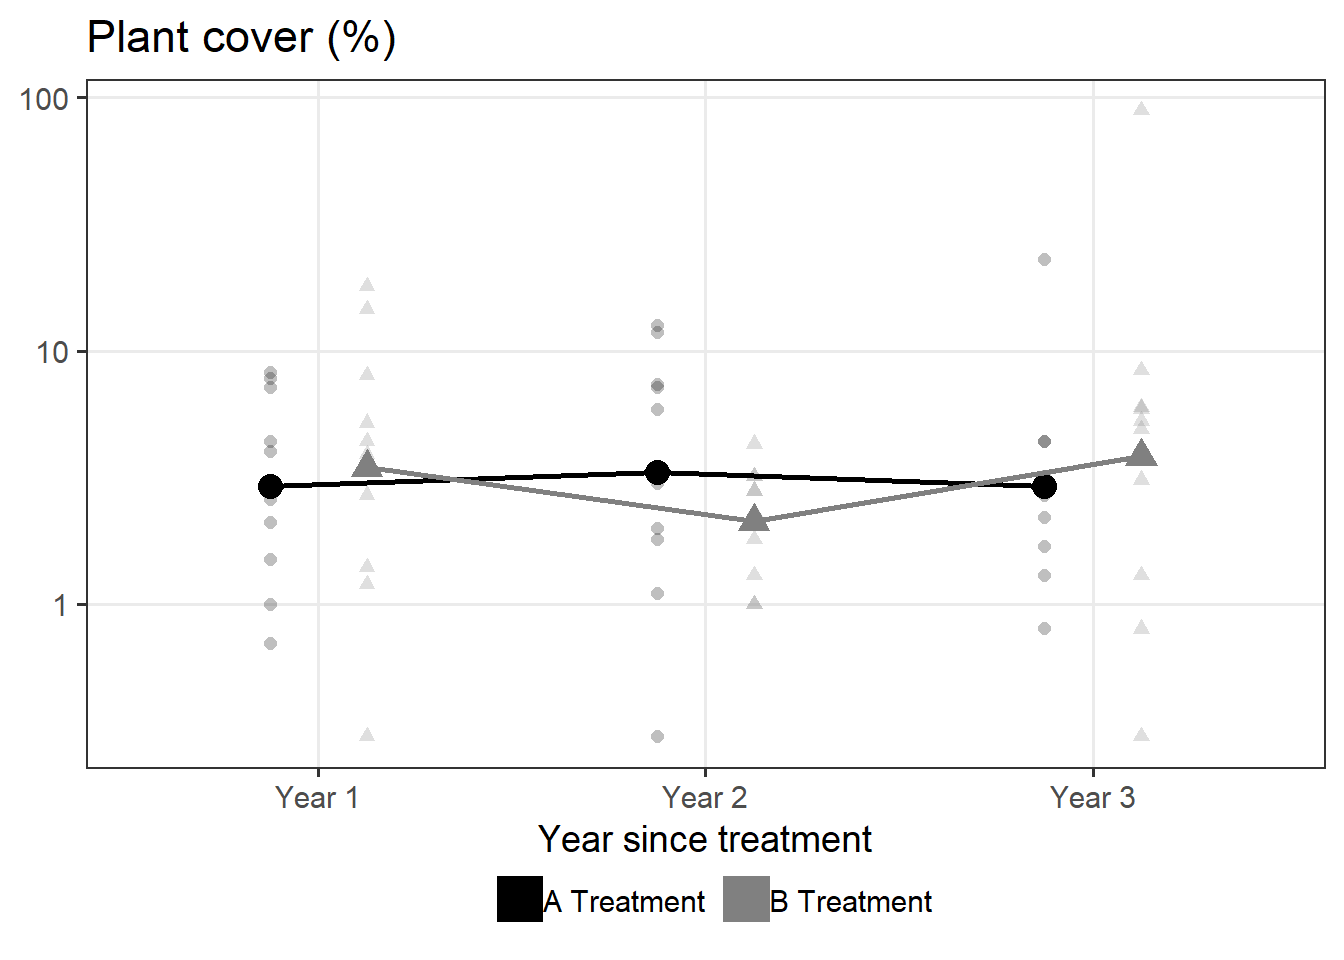 Plant cover (%)
100
10
1
Year 1 Year 2 Year 3
Year since treatment
A Treatment B Treatment